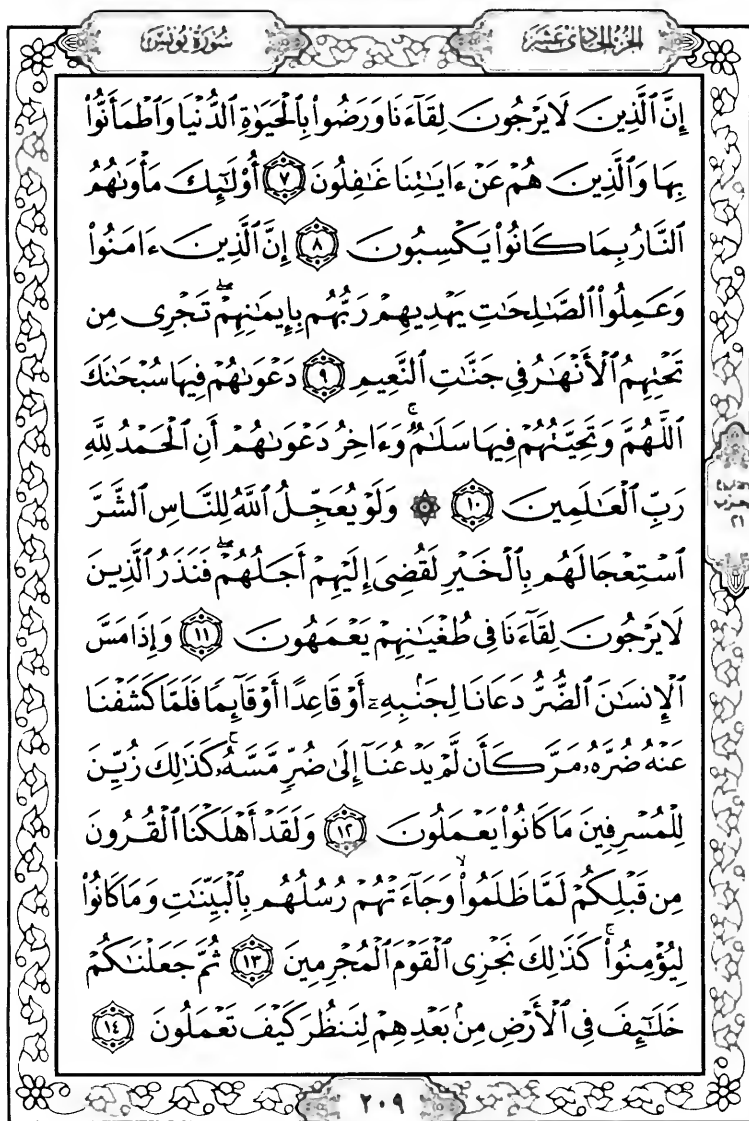 الجزء الحادي عشر
سورة يونس
إِنَّ ٱلَّذِينَ لَا يَرْجُونَ لِقَآءَنَا وَرَضُوا۟ بِٱلْحَيَوٰةِ ٱلدُّنْيَا وَٱطْمَأَنُّوا۟
بِهَا وَٱلَّذِينَ هُمْ عَنْ ءَايَـٰتِنَا غَـٰفِلُونَ ٧ أُو۟لَـٰٓئِكَ مَأْوَىٰهُمُ
ٱلنَّارُ بِمَا كَانُوا۟ يَكْسِبُونَ ٨ إِنَّ ٱلَّذِينَ ءَامَنُوا۟
وَعَمِلُوا۟ ٱلصَّـٰلِحَـٰتِ يَهْدِيهِمْ رَبُّهُم بِإِيمَـٰنِهِمْ ۖ تَجْرِى مِن
تَحْتِهِمُ ٱلْأَنْهَـٰرُ فِى جَنَّـٰتِ ٱلنَّعِيمِ ٩ دَعْوَىٰهُمْ فِيهَا سُبْحَـٰنَكَ
ٱللَّهُمَّ وَتَحِيَّتُهُمْ فِيهَا سَلَـٰمٌ ۚ وَءَاخِرُ دَعْوَىٰهُمْ أَنِ ٱلْحَمْدُ لِلَّهِ
رَبِّ ٱلْعَـٰلَمِينَ ١٠ ۞ وَلَوْ يُعَجِّلُ ٱللَّهُ لِلنَّاسِ ٱلشَّرَّ
ٱسْتِعْجَالَهُم بِٱلْخَيْرِ لَقُضِىَ إِلَيْهِمْ أَجَلُهُمْ ۖ فَنَذَرُ ٱلَّذِينَ
لَا يَرْجُونَ لِقَآءَنَا فِى طُغْيَـٰنِهِمْ يَعْمَهُونَ ١١ وَإِذَا مَسَّ
ٱلْإِنسَـٰنَ ٱلضُّرُّ دَعَانَا لِجَنۢبِهِۦٓ أَوْ قَاعِدًا أَوْ قَآئِمًا فَلَمَّا كَشَفْنَا
عَنْهُ ضُرَّهُۥ مَرَّ كَأَن لَّمْ يَدْعُنَآ إِلَىٰ ضُرٍّ مَّسَّهُۥ ۚ كَذَٰلِكَ زُيِّنَ
لِلْمُسْرِفِينَ مَا كَانُوا۟ يَعْمَلُونَ ١٢ وَلَقَدْ أَهْلَكْنَا ٱلْقُرُونَ
مِن قَبْلِكُمْ لَمَّا ظَلَمُوا۟ ۙ وَجَآءَتْهُمْ رُسُلُهُم بِٱلْبَيِّنَـٰتِ وَمَا كَانُوا۟
لِيُؤْمِنُوا۟ ۚ كَذَٰلِكَ نَجْزِى ٱلْقَوْمَ ٱلْمُجْرِمِينَ ١٣ ثُمَّ جَعَلْنَـٰكُمْ
خَلَـٰٓئِفَ فِى ٱلْأَرْضِ مِنۢ بَعْدِهِمْ لِنَنظُرَ كَيْفَ تَعْمَلُونَ ١٤
٢١
٢٠٩